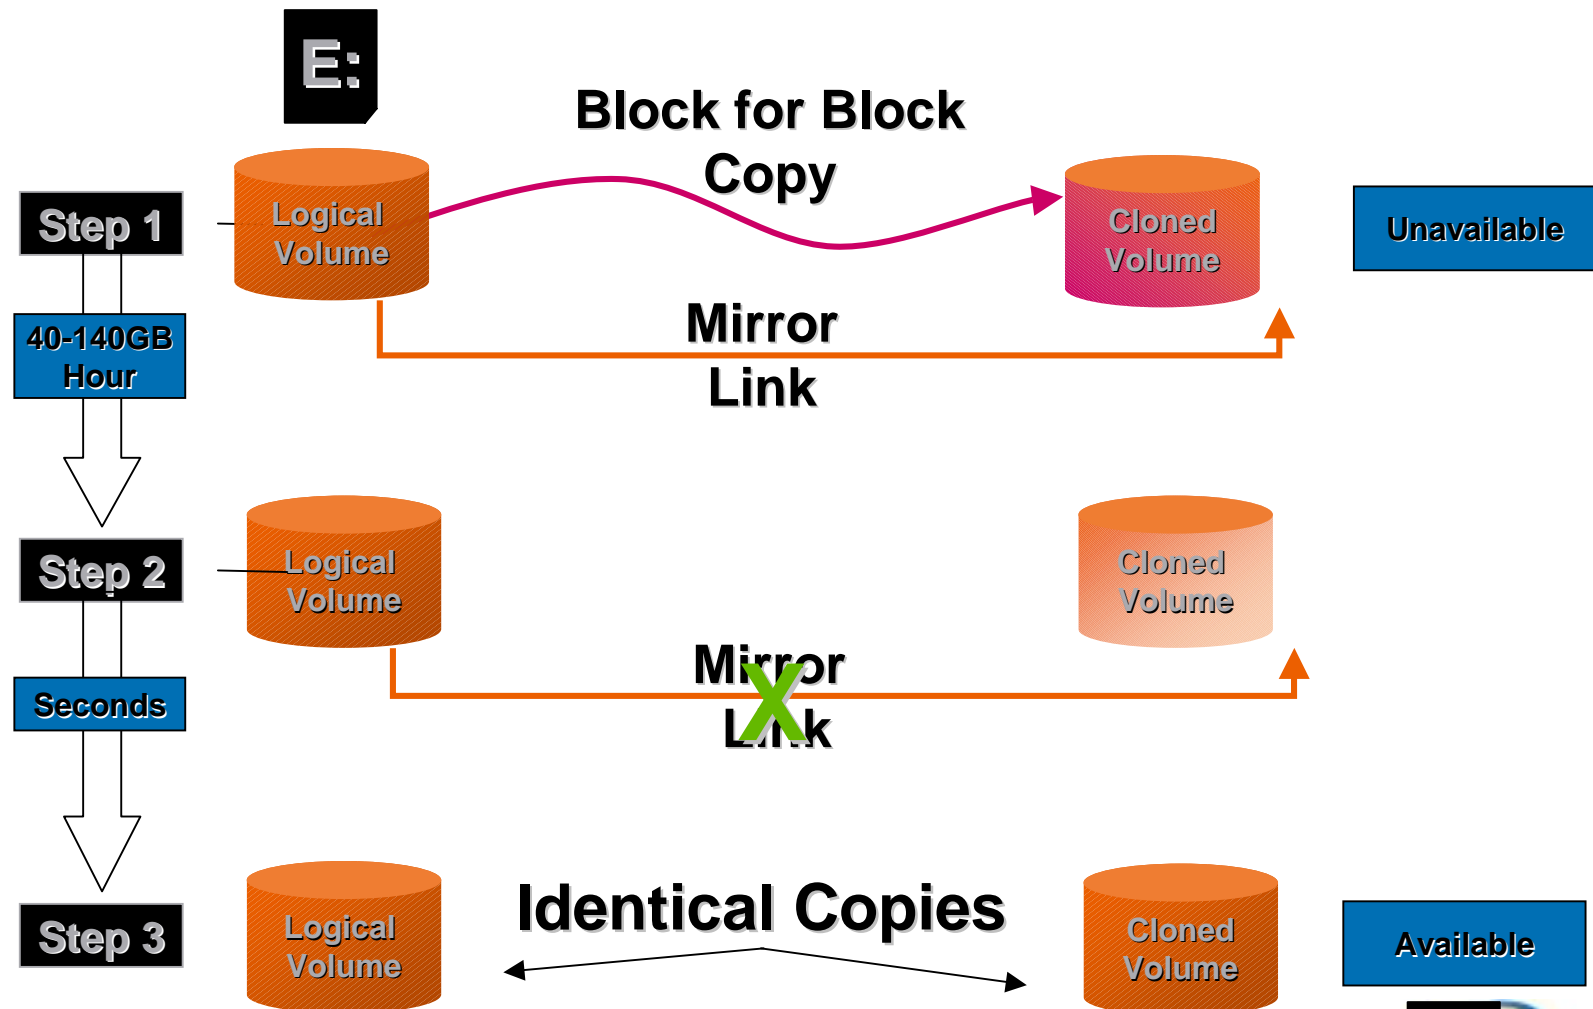 E:
Block for Block
Copy
Step 1
Logical
Volume
Cloned
Volume
Unavailable
40-140GB
Hour
Mirror
Link
Step 2
Logical
Volume
Cloned
Volume
Seconds
Mirror
Link
X
Step 3
Logical
Volume
Identical Copies
Cloned
Volume
Available